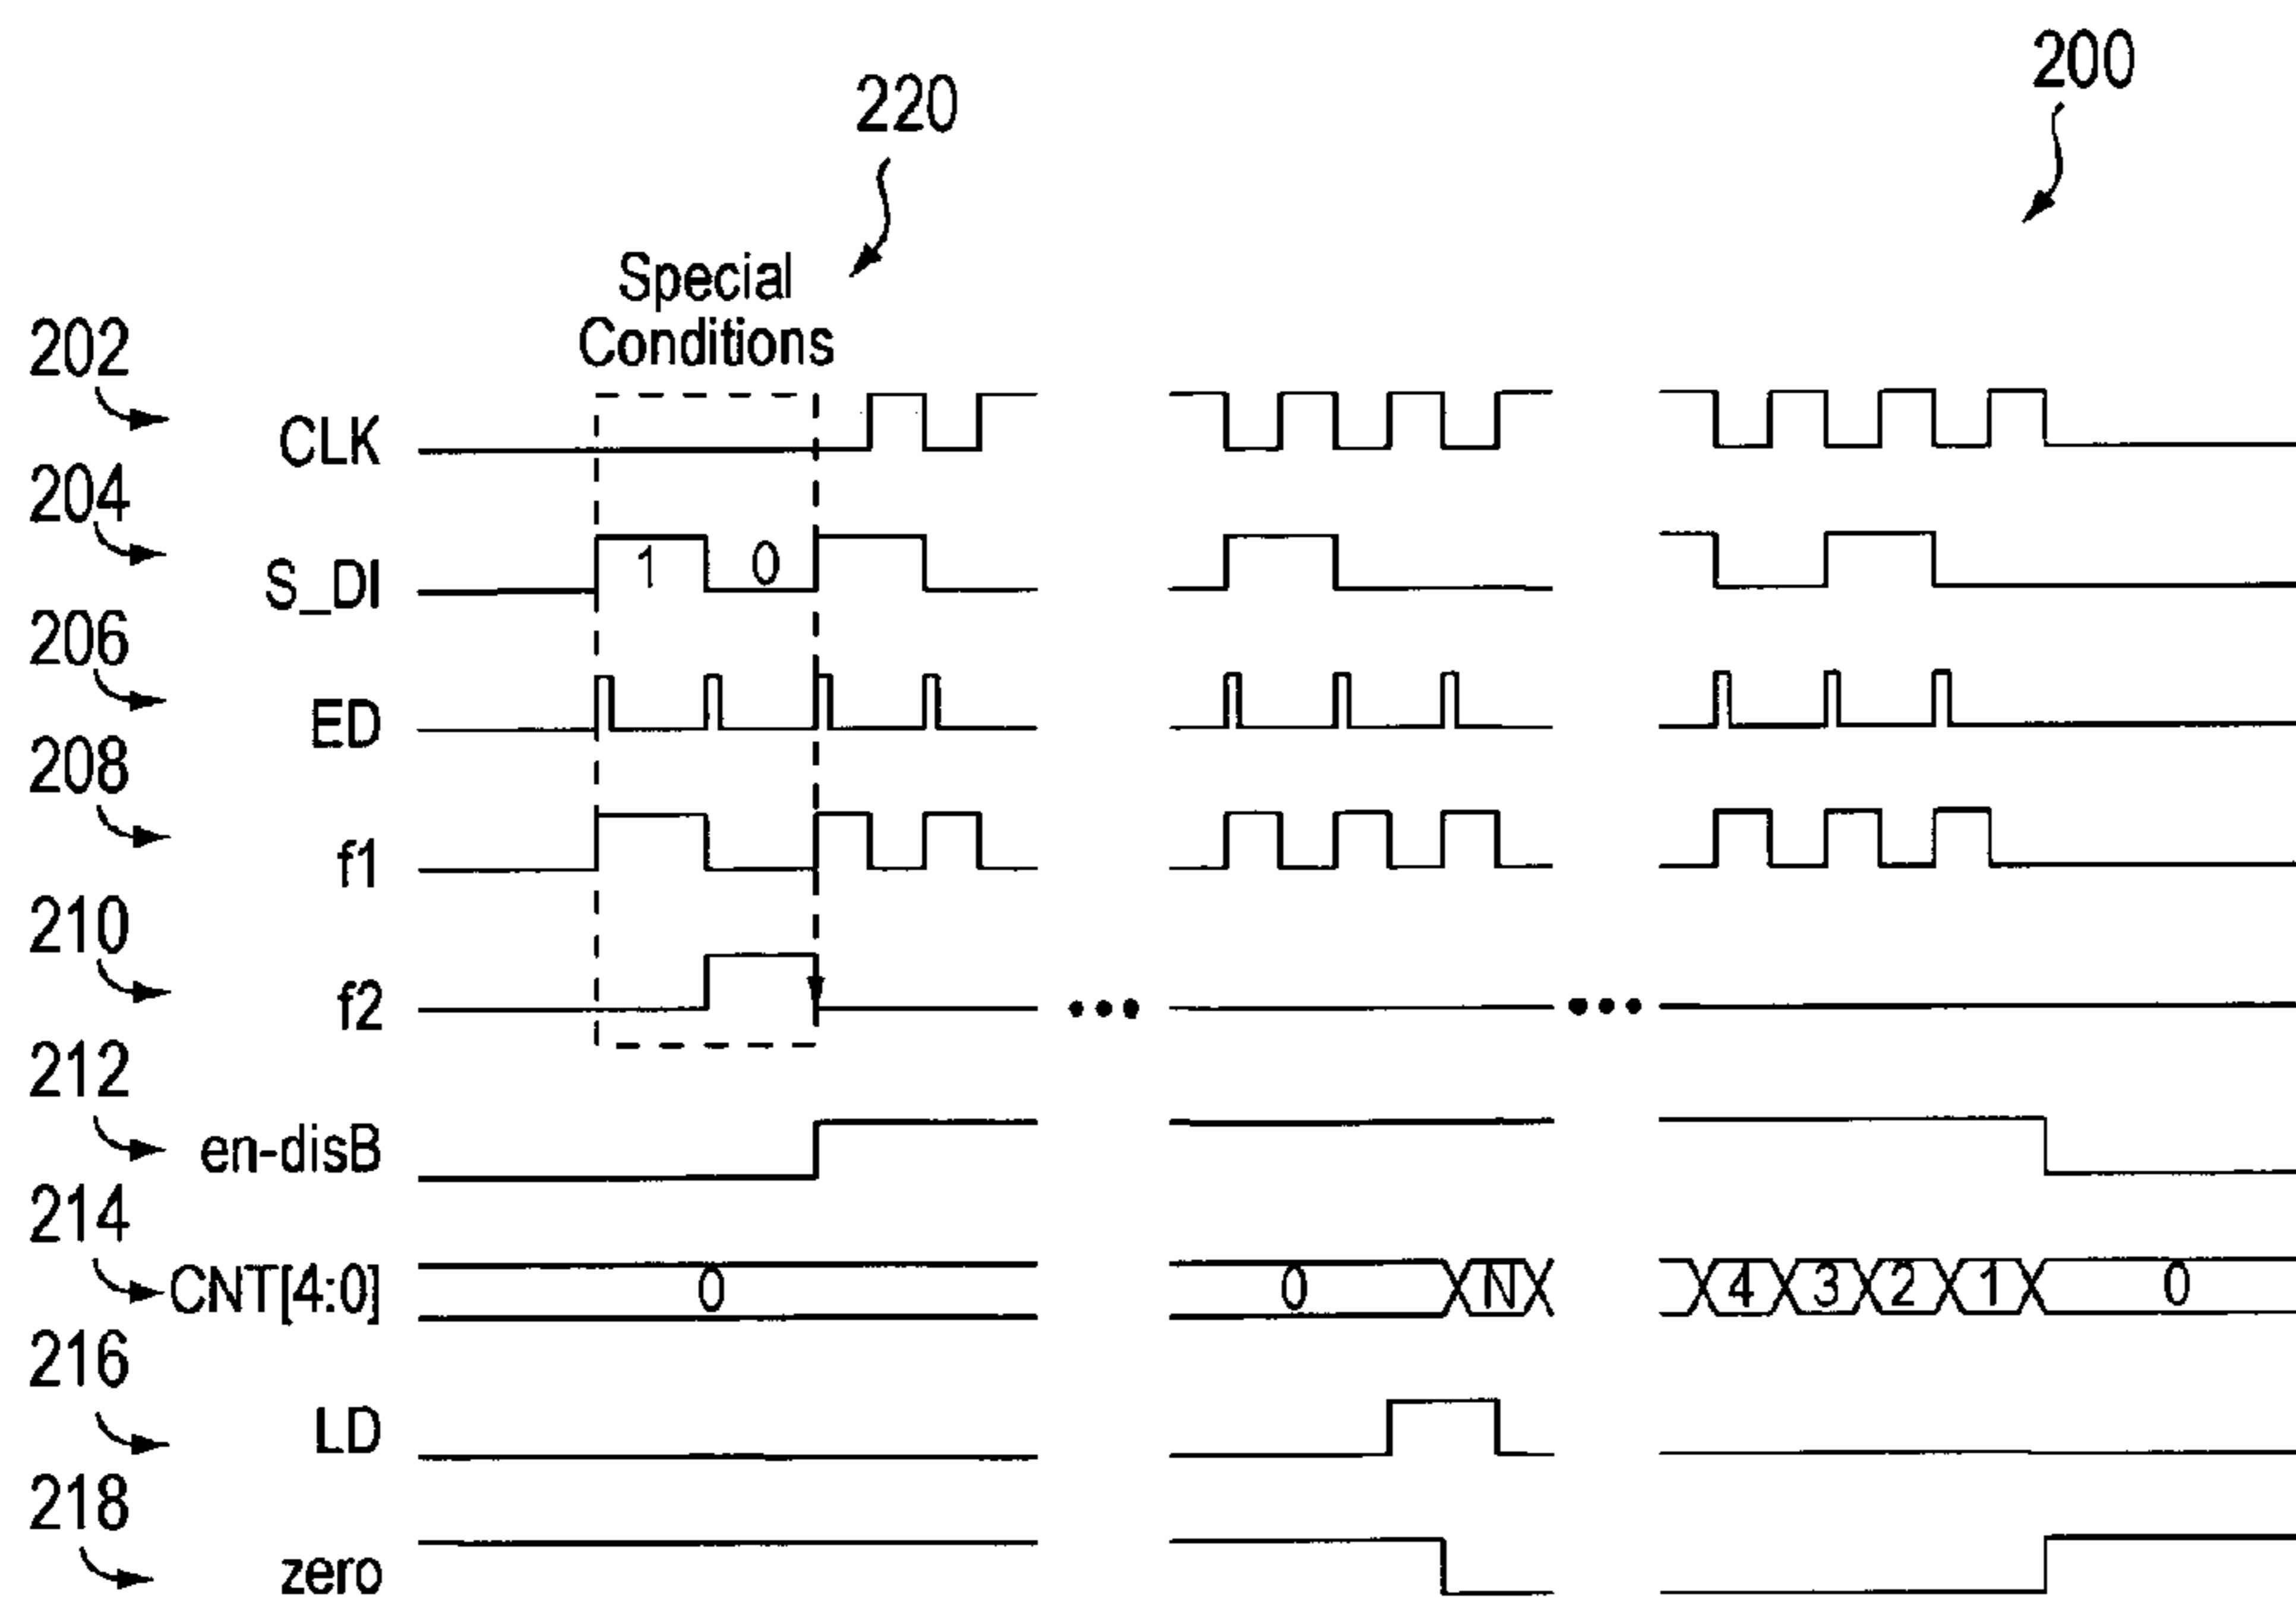 200
220
Special
Conditions
202
CLK
204
S_DI 1 0
206
ED
208
f1
210
f2
212
en-disB
214
CNT[4:0] 0 0 N 4 3 2 1 0
216
LD
218
zero